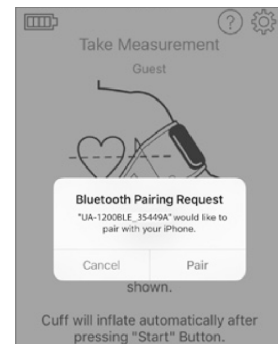 ?
Take Measurement
Guest
Bluetooth Pairing Request
"UA-1200BLE_35449A" would like to
pair with your iPhone.
Cancel Pair
shown.
Cuff will inflate automatically after
pressing "Start" Button.